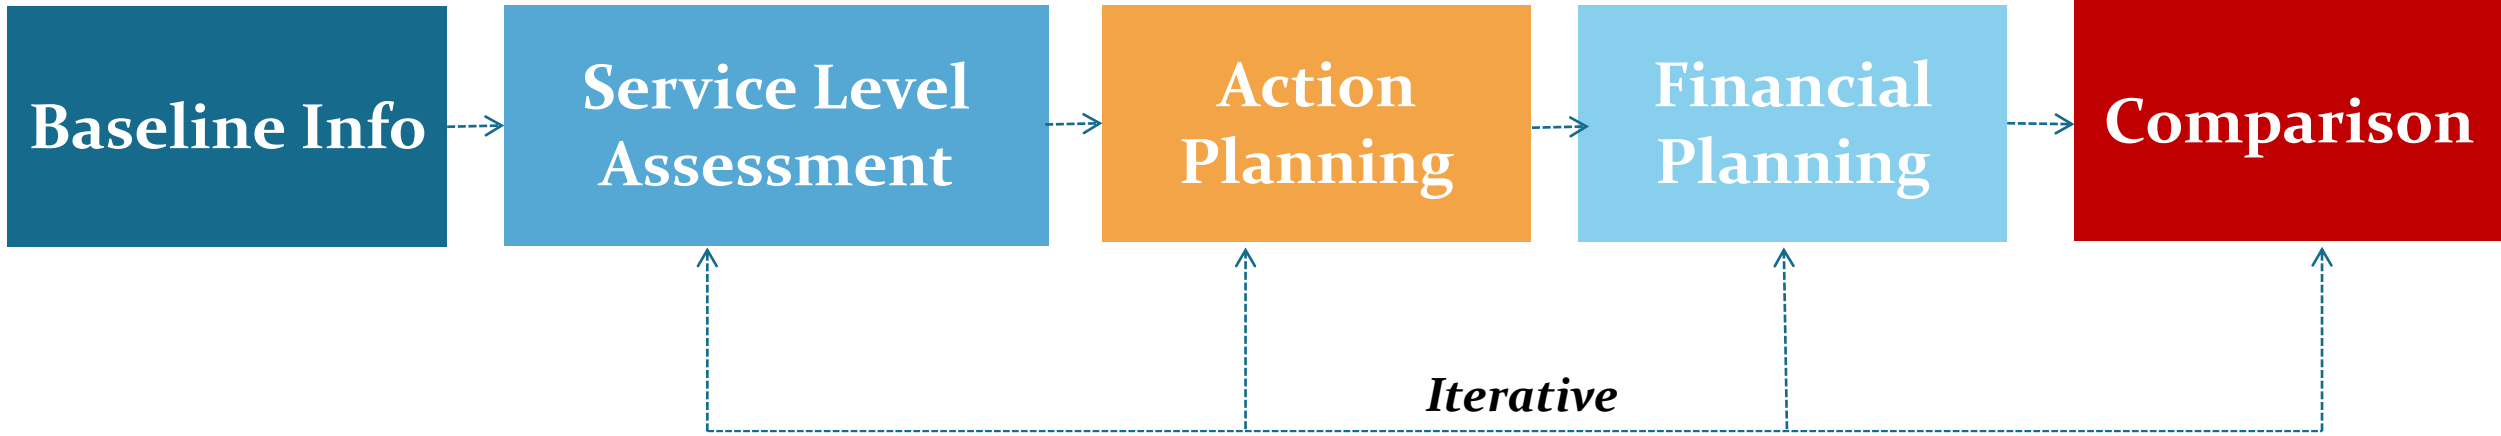 Baseline Info
Service Level
Assessment
Action
Planning
Financial
Planning
Comparison
Iterative